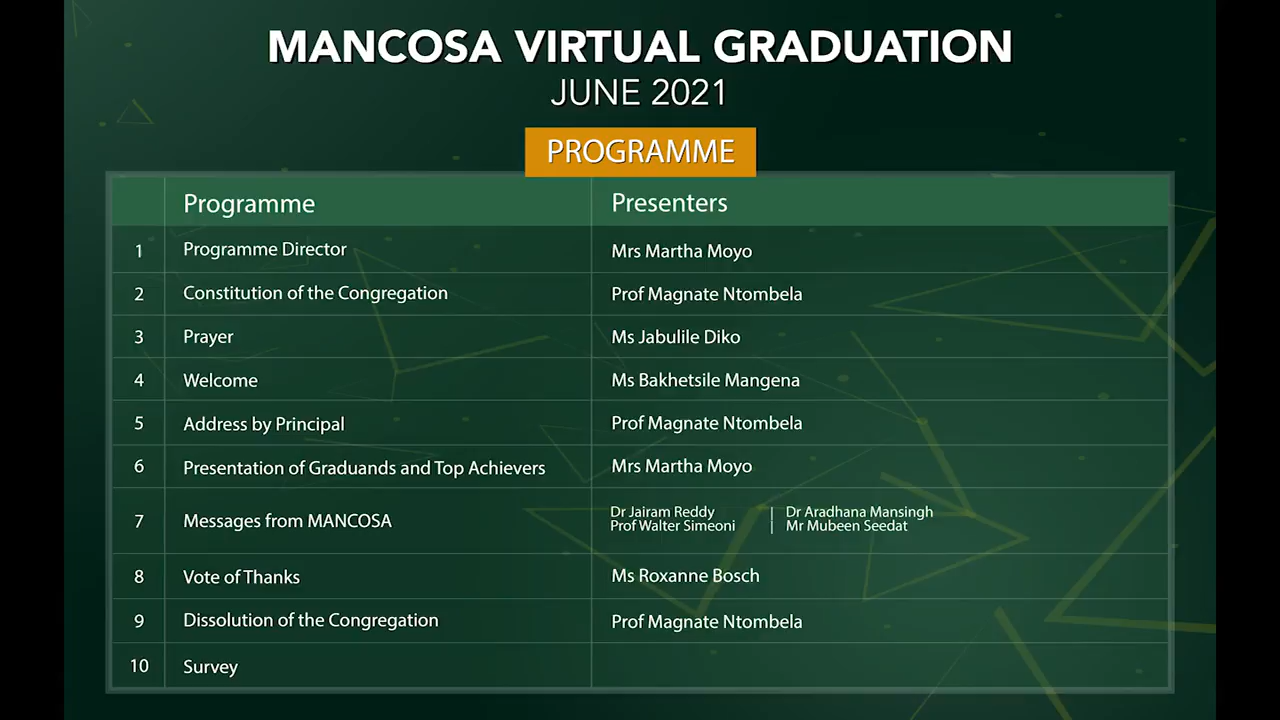 MANCOSA VIRTUAL GRADUATION
JUNE 2021
PROGRAMME
Programme Presenters
1 Programme Director Mrs Martha Moyo
2 Constitution of the Congregation Prof Magnate Ntombela
3 Prayer Ms Jabulile Diko
4 Welcome Ms Bakhetsile Mangena
5 Address by Principal Prof Magnate Ntombela
6 Presentation of Graduands and Top Achievers Mrs Martha Moyo
7 Messages from MANCOSA Dr Jairam Reddy | Dr Aradhana Mansingh
Prof Walter Simeoni | Mr Mubeen Seedat
8 Vote of Thanks Ms Roxanne Bosch
9 Dissolution of the Congregation Prof Magnate Ntombela
10 Survey